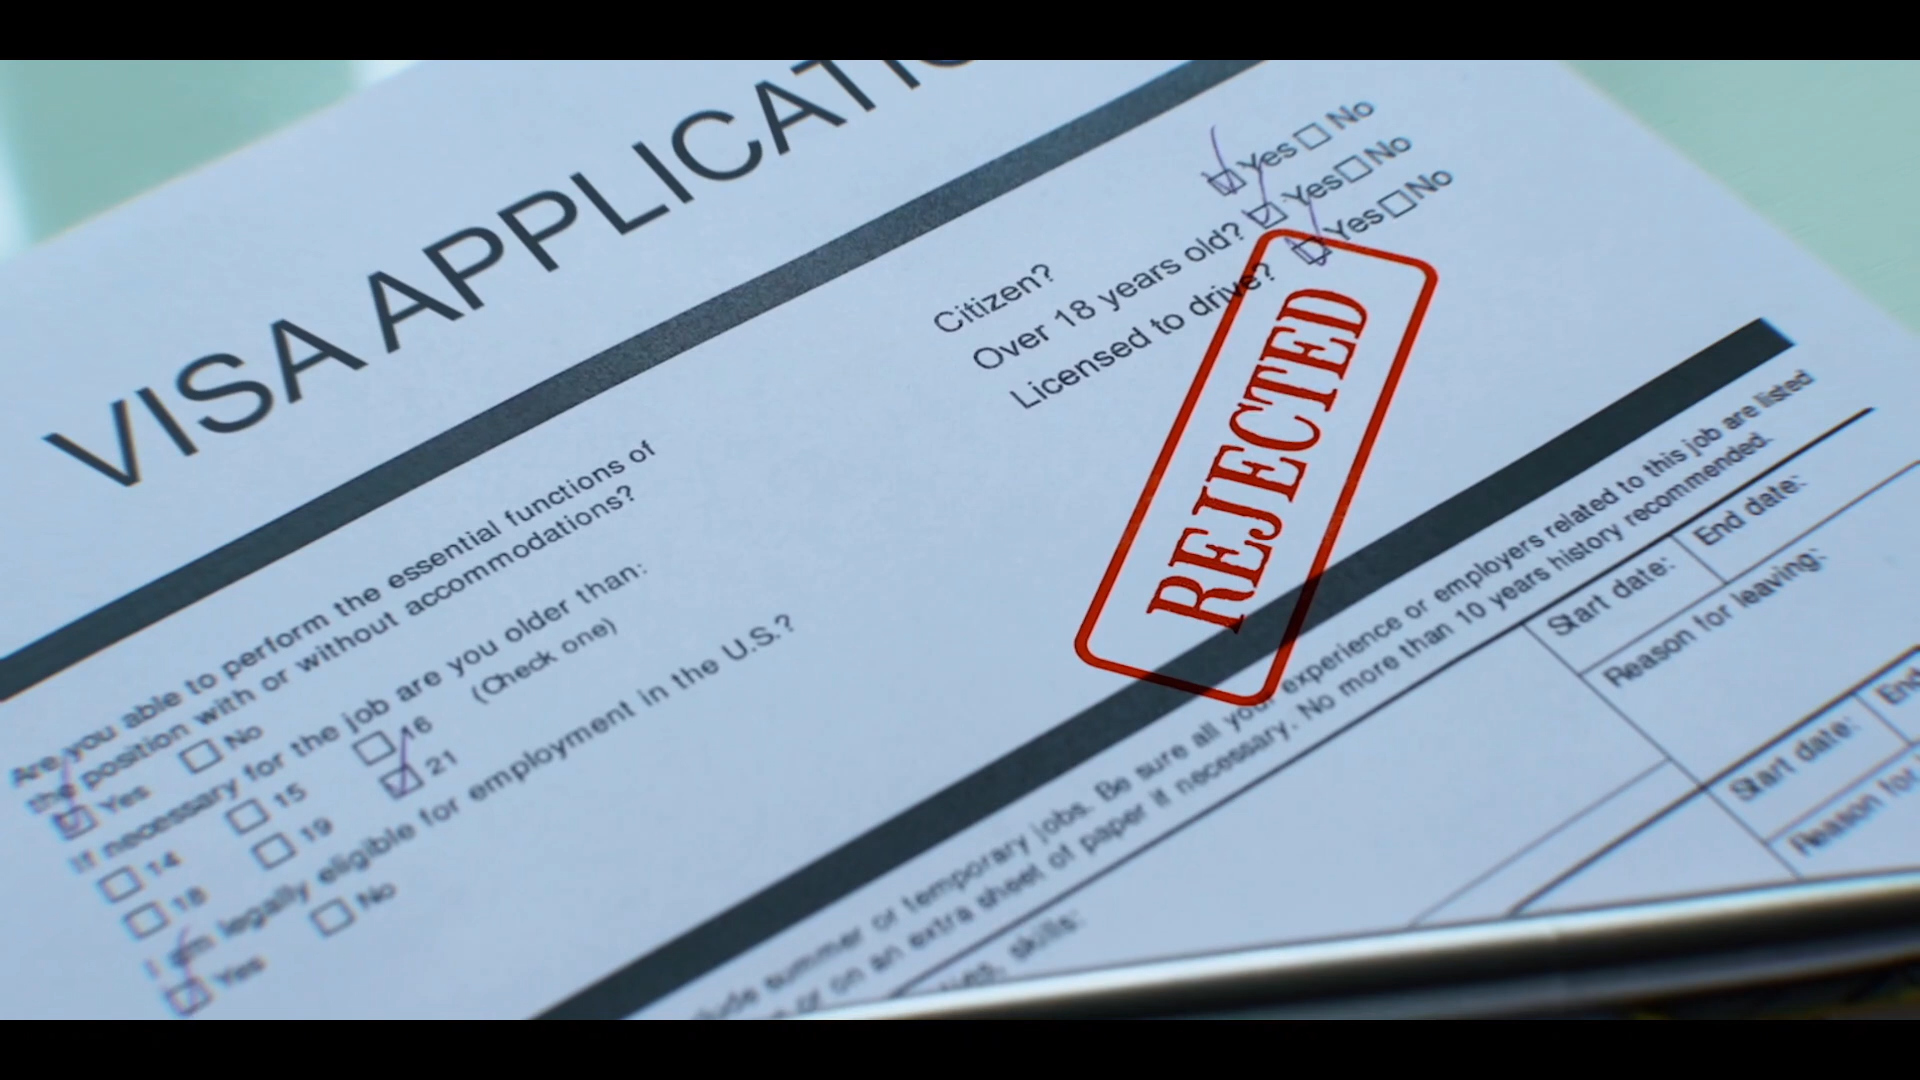 VISA APPLICATI
Citizen?
Yes No
Over 18 years old? Yes No
Licensed to drive? Yes No
REJECTED
Are you able to perform the essential functions of
the position with or without accommodations?
Yes No
If necessary for the job are you older than:
(Check one)
14 15 16
18 19 21
I am legally eligible for employment in the U.S.?
Yes No
summer or temporary jobs. Be sure all your experience or employers related to this job are listed
or on an extra sheet of paper if necessary. No more than 10 years history recommended.
skills:
Start date: End date:
Reason for leaving:
Start date: End
Reason for